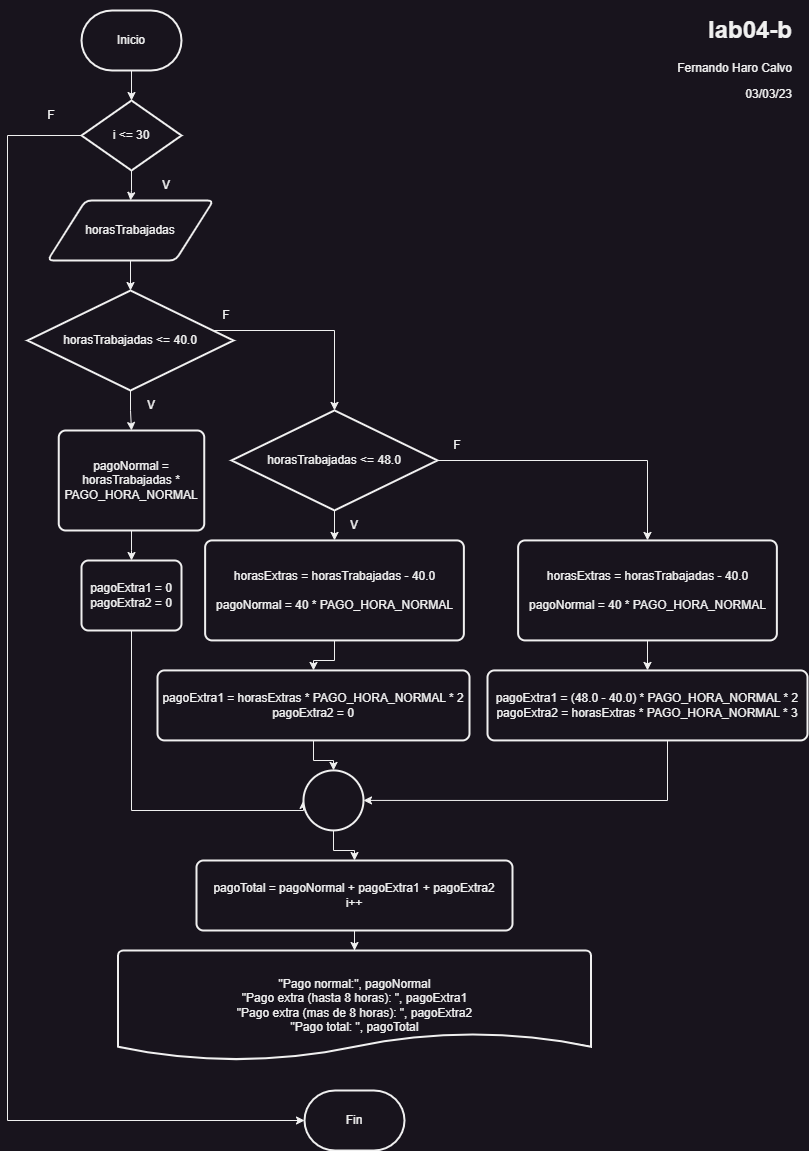 lab04-b
Fernando Haro Calvo
03/03/23
Inicio
F
i <= 30
V
horasTrabajadas
F
horasTrabajadas <= 40.0
V
F
horasTrabajadas <= 48.0
V
pagoNormal =
horasTrabajadas *
PAGO_HORA_NORMAL
pagoExtra1 = 0
pagoExtra2 = 0
horasExtras = horasTrabajadas - 40.0
pagoNormal = 40 * PAGO_HORA_NORMAL
horasExtras = horasTrabajadas - 40.0
pagoNormal = 40 * PAGO_HORA_NORMAL
pagoExtra1 = horasExtras * PAGO_HORA_NORMAL * 2
pagoExtra2 = 0
pagoExtra1 = (48.0 - 40.0) * PAGO_HORA_NORMAL * 2
pagoExtra2 = horasExtras * PAGO_HORA_NORMAL * 3
pagoTotal = pagoNormal + pagoExtra1 + pagoExtra2
i++
"Pago normal:", pagoNormal
"Pago extra (hasta 8 horas): ", pagoExtra1
"Pago extra (mas de 8 horas): ", pagoExtra2
"Pago total: ", pagoTotal
Fin